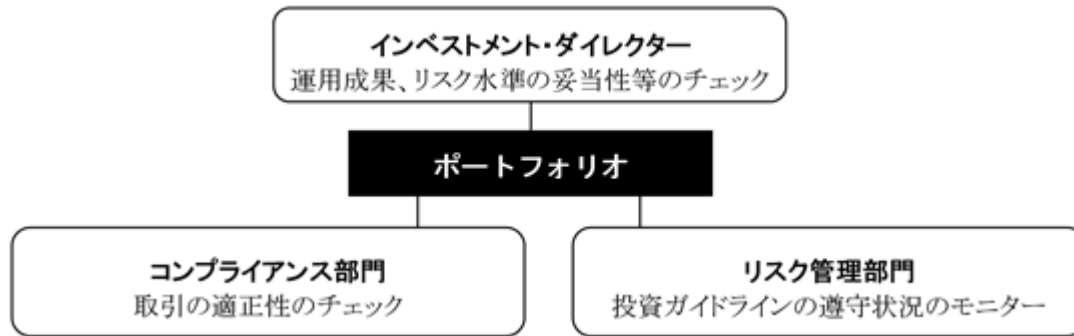 インベストメント・ダイレクター
運用成果、リスク水準の妥当性等のチェック
ポートフォリオ
コンプライアンス部門
取引の適正性のチェック
リスク管理部門
投資ガイドラインの遵守状況のモニター